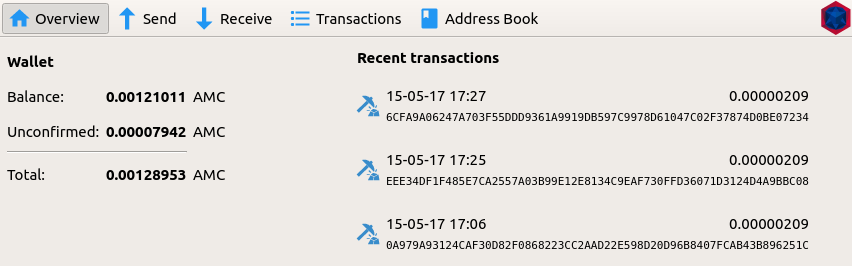 Overview Send Receive Transactions Address Book
Wallet
Balance: 0.00121011 AMC
Unconfirmed: 0.00007942 AMC
Total: 0.00128953 AMC
Recent transactions
15-05-17 17:27 0.00000209
6CFA9A06247A703F55DDD9361A9919DB597C9978D61047C02F37874D0BE07234
15-05-17 17:25 0.00000209
EEE34DF1F485E7CA2557A03B99E12E8134C9EAF730FFD36071D3124D4A9BBC08
15-05-17 17:06 0.00000209
0A979A93124CAF30D82F0868223CC2AAD22E598D20D96B8407FCAB43B896251C